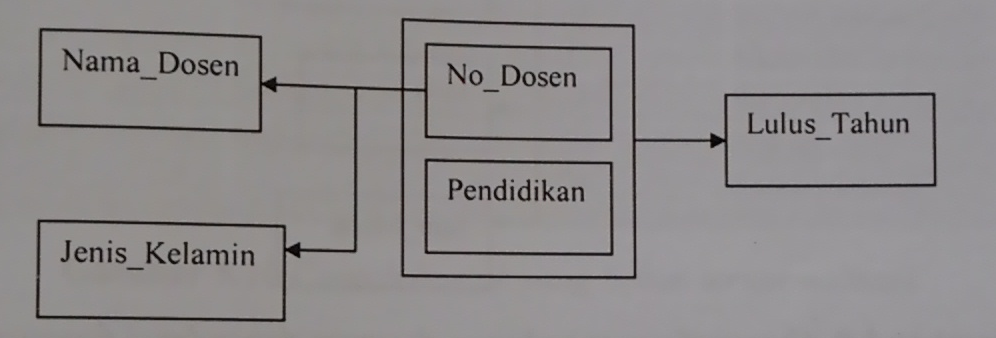 Nama_Dosen
No_Dosen
Lulus_Tahun
Pendidikan
Jenis_Kelamin